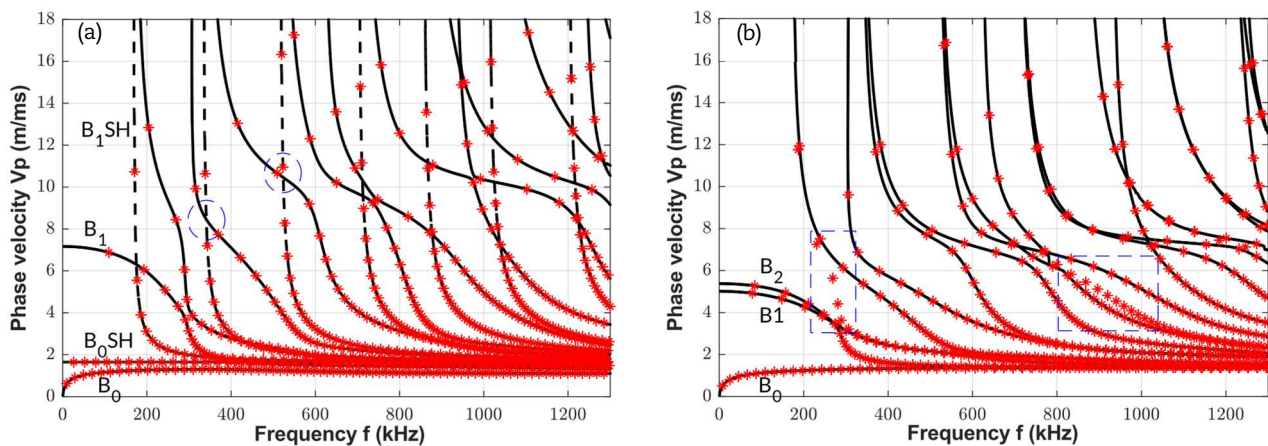 (a)
Phase velocity Vp (m/ms)
18
16
14
12
10
8
6
4
2
0
B₁SH
B₁
B₀SH
B₀
0 200 400 600 800 1000 1200
Frequency f (kHz)
(b)
Phase velocity Vp (m/ms)
18
16
14
12
10
8
6
4
2
0
B₂
B1
B₀
0 200 400 600 800 1000 1200
Frequency f (kHz)